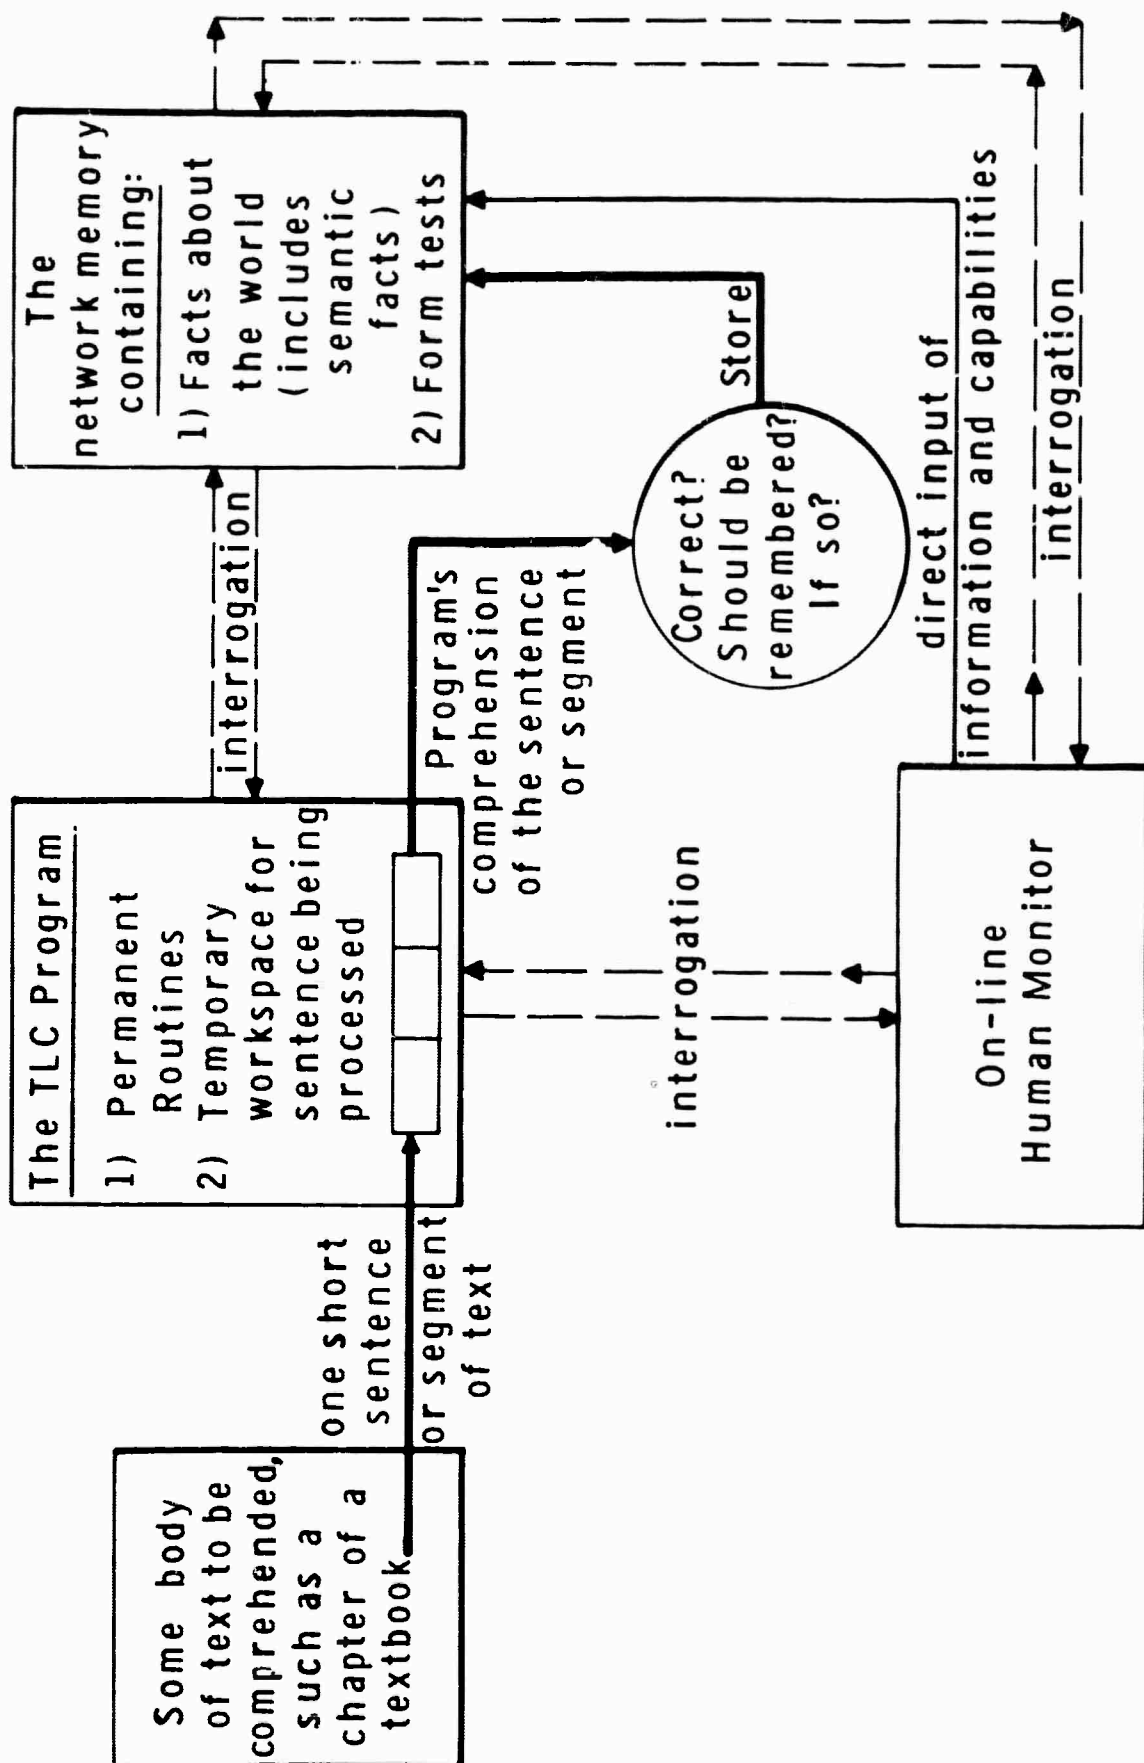 Some body
of text to be
comprehended,
such as a
chapter of a
textbook
one short
sentence
or segment
of text
The TLC Program
1) Permanent
Routines
2) Temporary
workspace for
sentence being
processed
interrogation
The
network memory
containing:
1) Facts about
the world
(includes
semantic
facts)
2) Form tests
Program's
comprehension
of the sentence
or segment
Correct?
Should be
remembered?
If so?
Store
interrogation
On-line
Human Monitor
direct input of
information and capabilities
interrogation